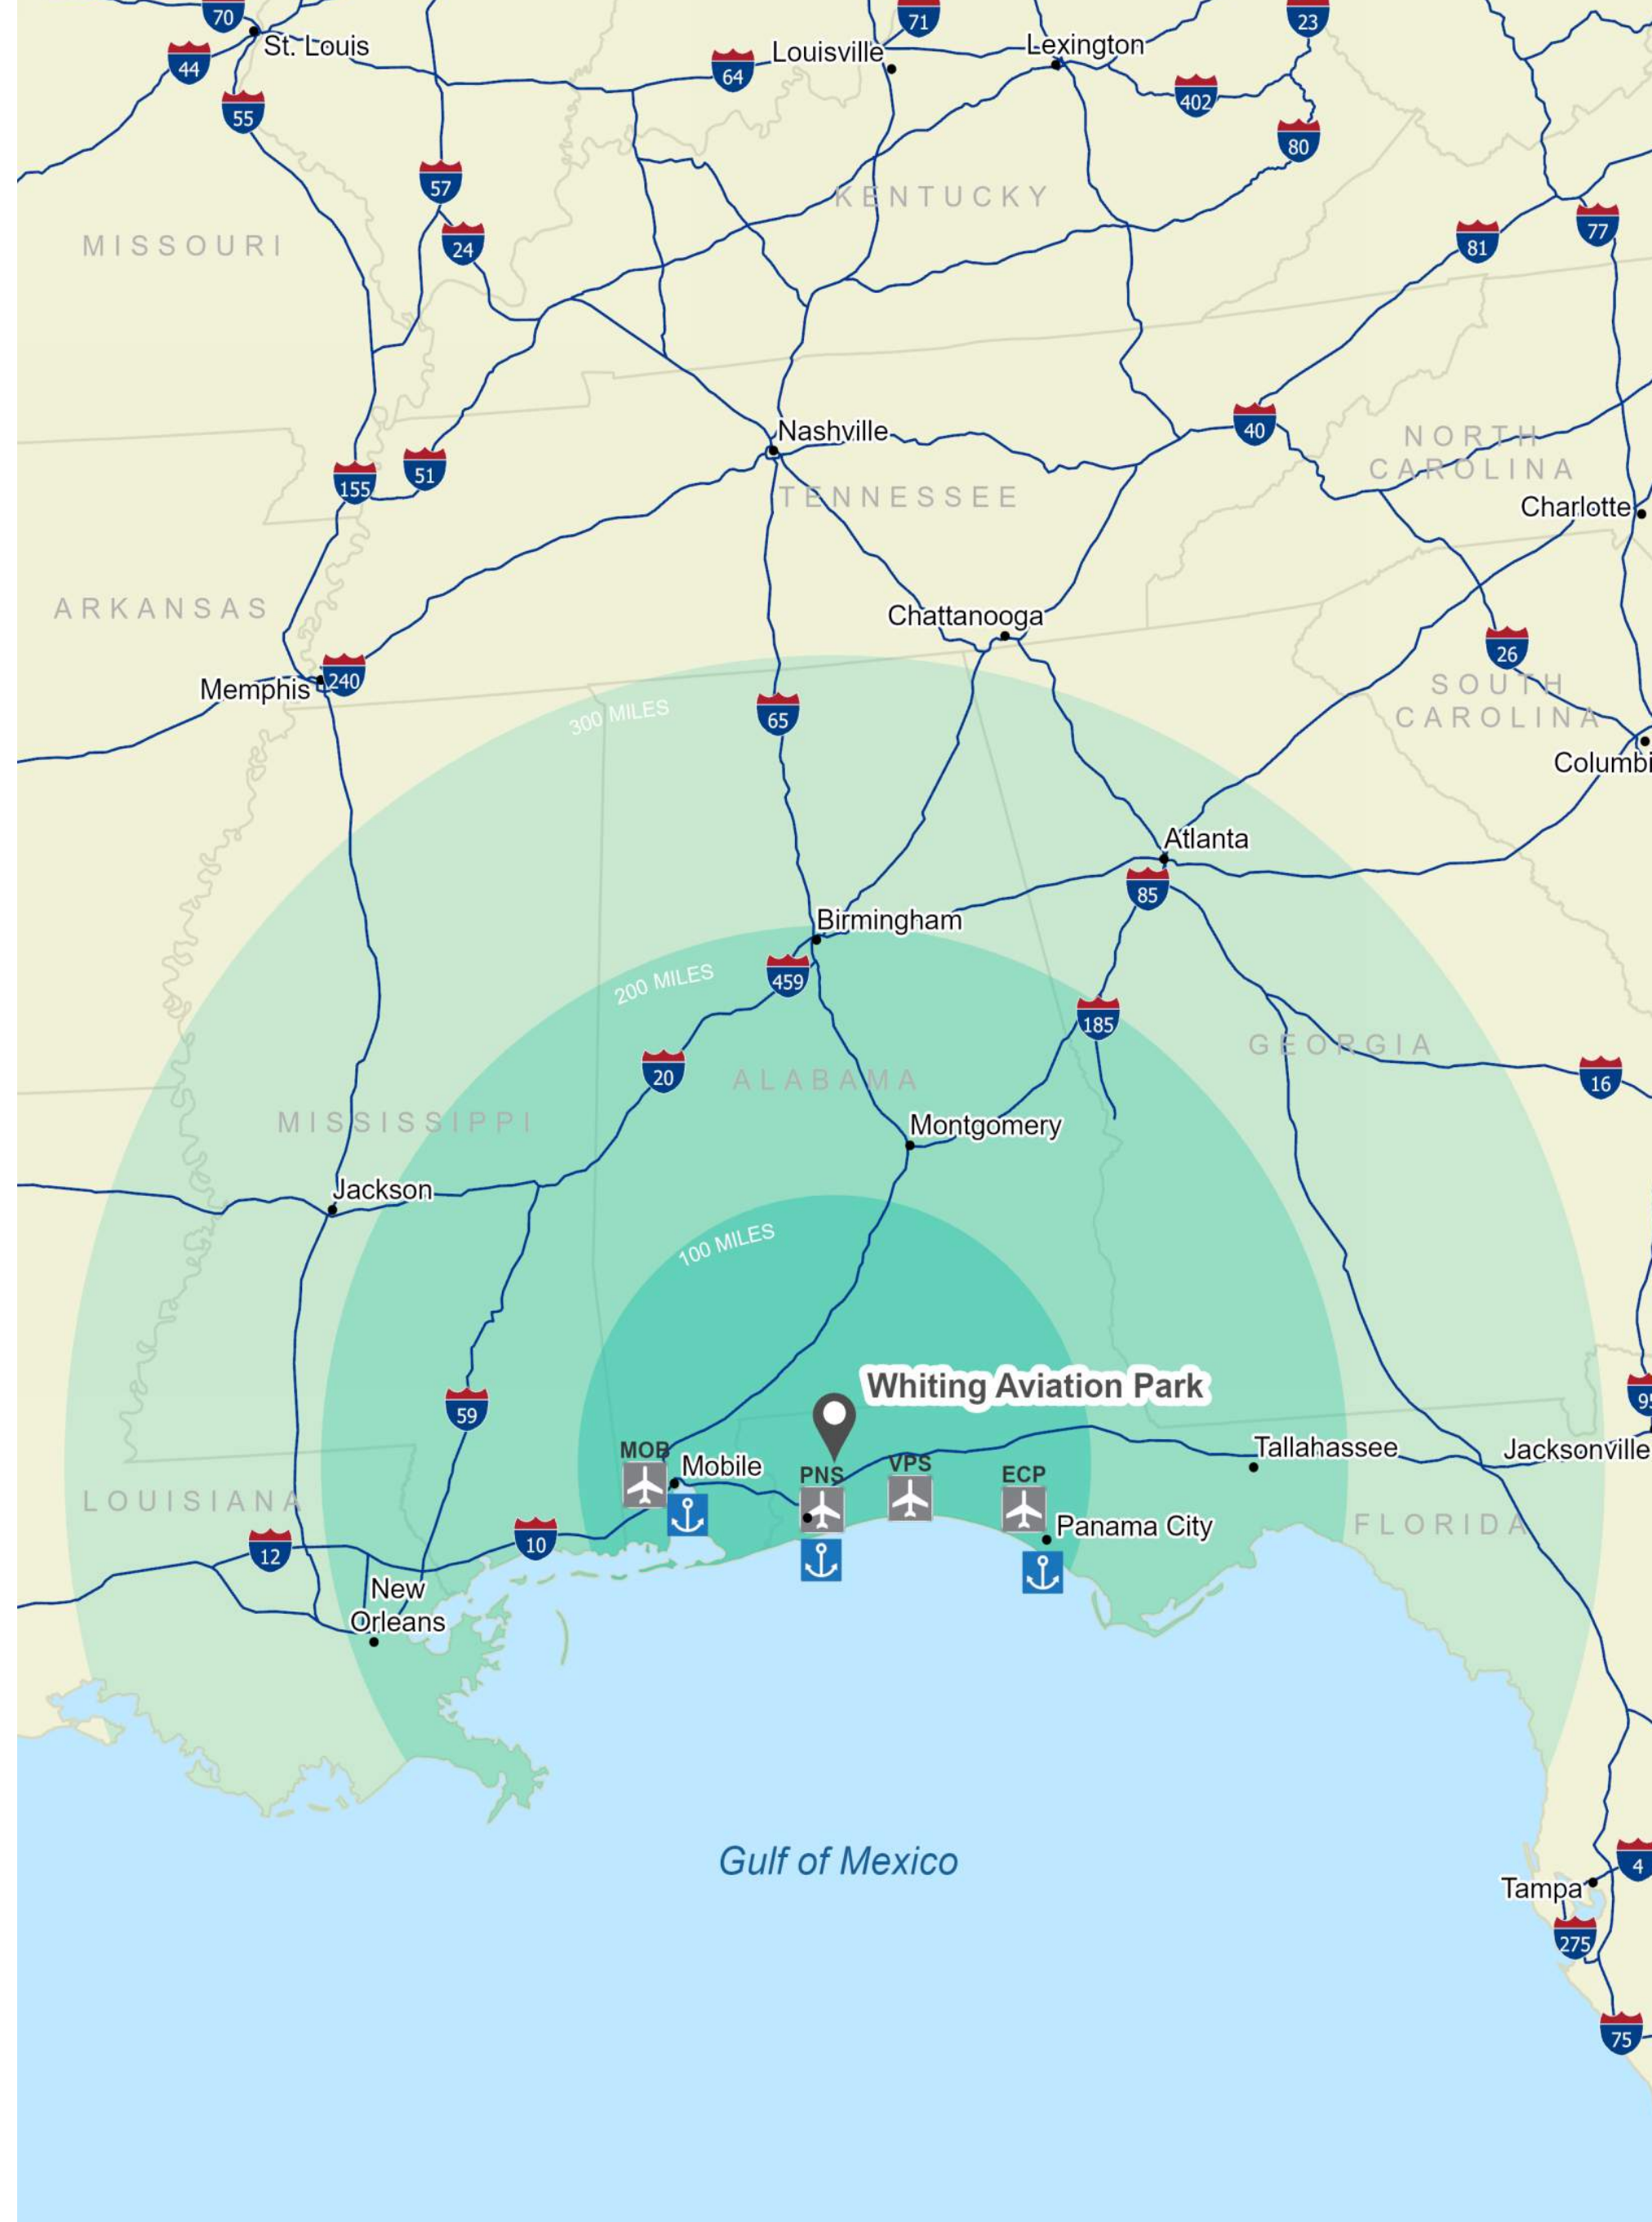 70
71
23
St. Louis
Louisville
Lexington
44
64
402
55
80
57
KENTUCKY
77
MISSOURI
24
81
40
Nashville
NORTH
CAROLINA
51
155
TENNESSEE
Charlotte
ARKANSAS
Chattanooga
26
Memphis
240
SOUTH
CAROLINA
300 MILES
65
Columbi
Atlanta
85
Birmingham
200 MILES
459
185
GEORGIA
20
ALABAMA
16
MISSISSIPPI
Montgomery
Jackson
100 MILES
Whiting Aviation Park
59
95
MOB
Mobile
PNS
VPS
ECP
Tallahassee
Jacksonville
LOUISIANA
Panama City
FLORIDA
12
10
New
Orleans
Gulf of Mexico
4
Tampa
275
75